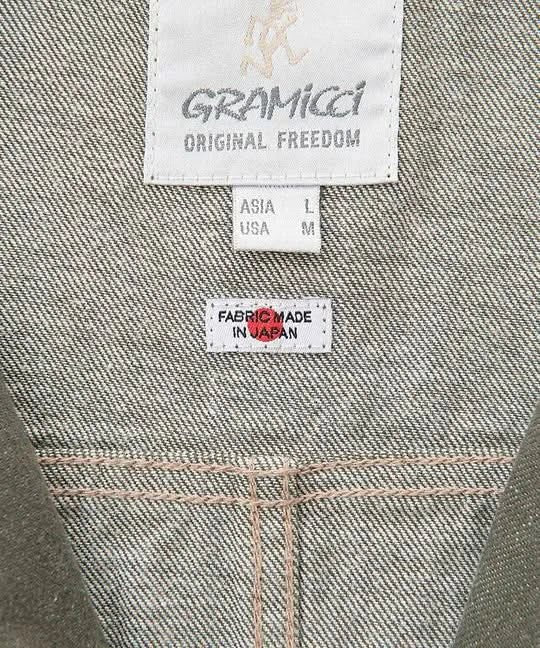 GRAMiCCi
ORIGINAL FREEDOM
ASIA L
USA M
FABRIC MADE
IN JAPAN